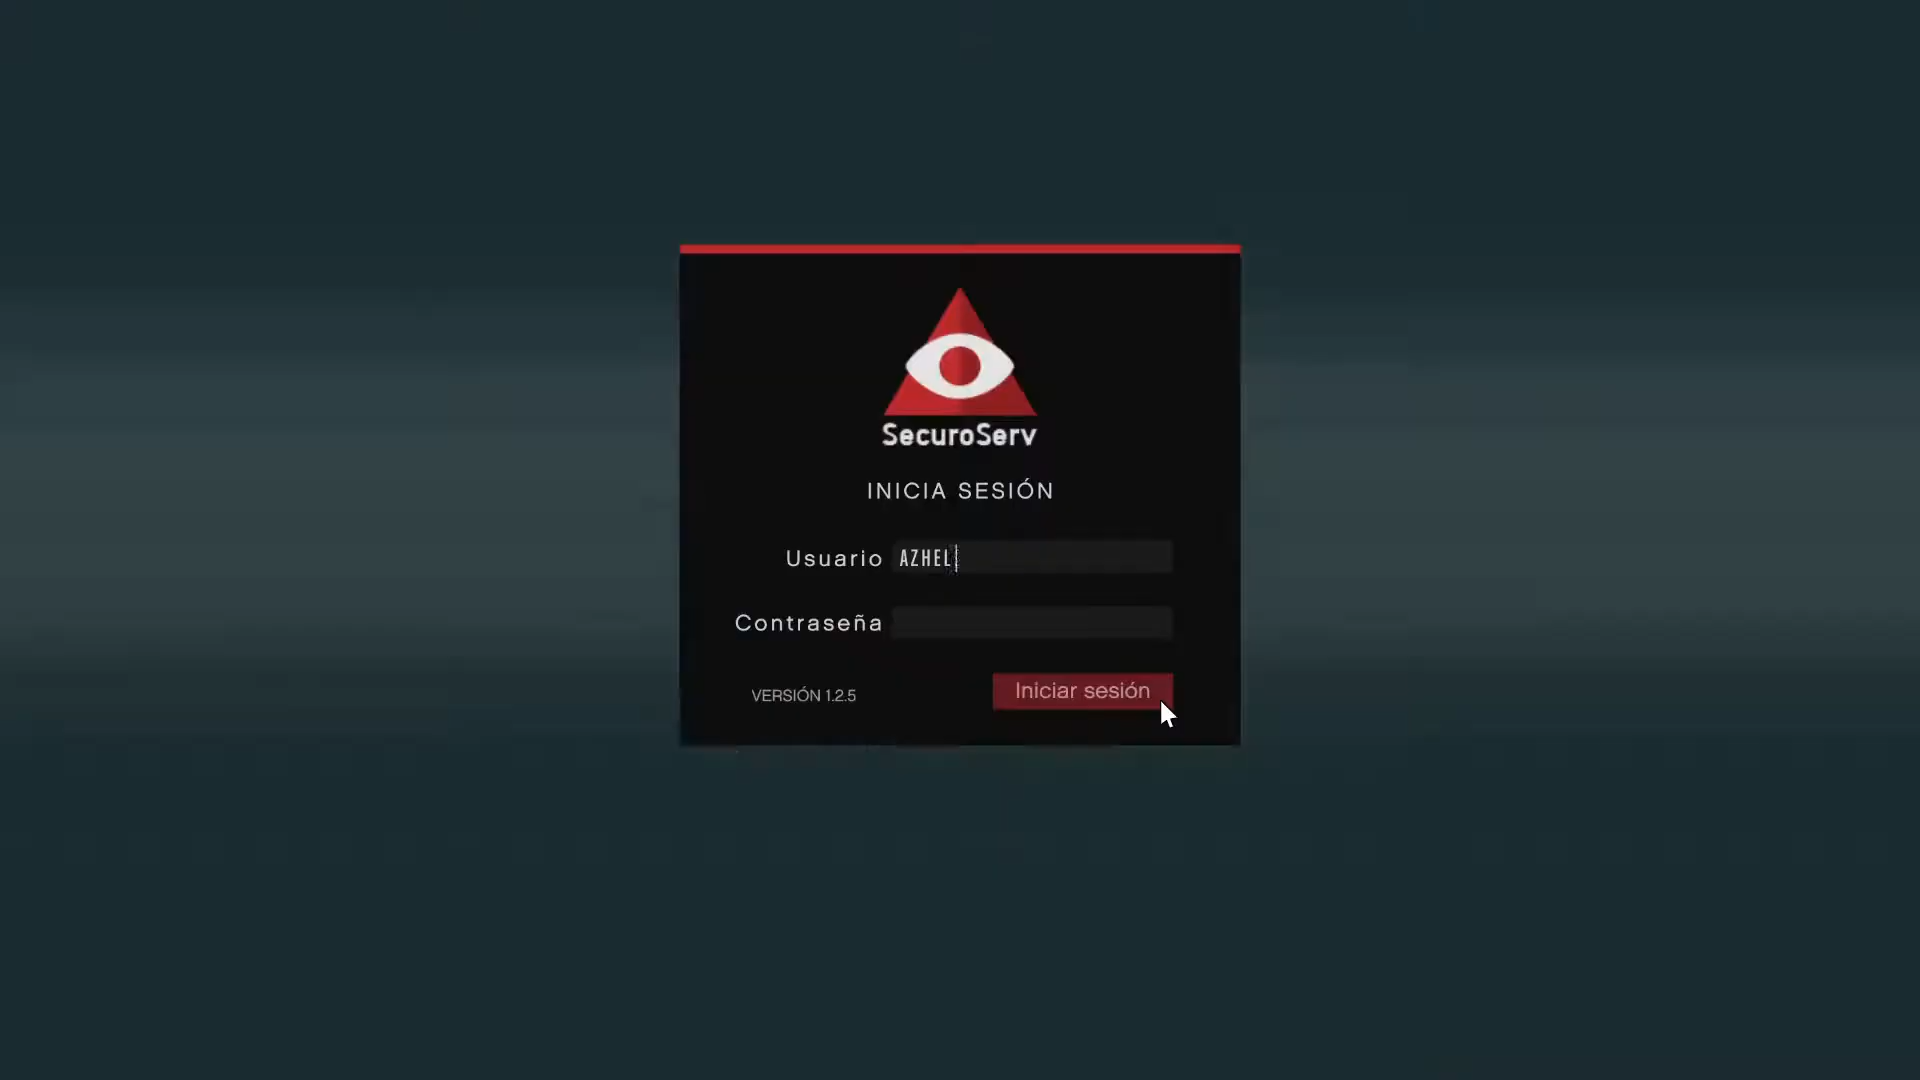 SecuroServ
INICIA SESIÓN
Usuario AZHEL
Contraseña
VERSIÓN 1.2.5 Iniciar sesión